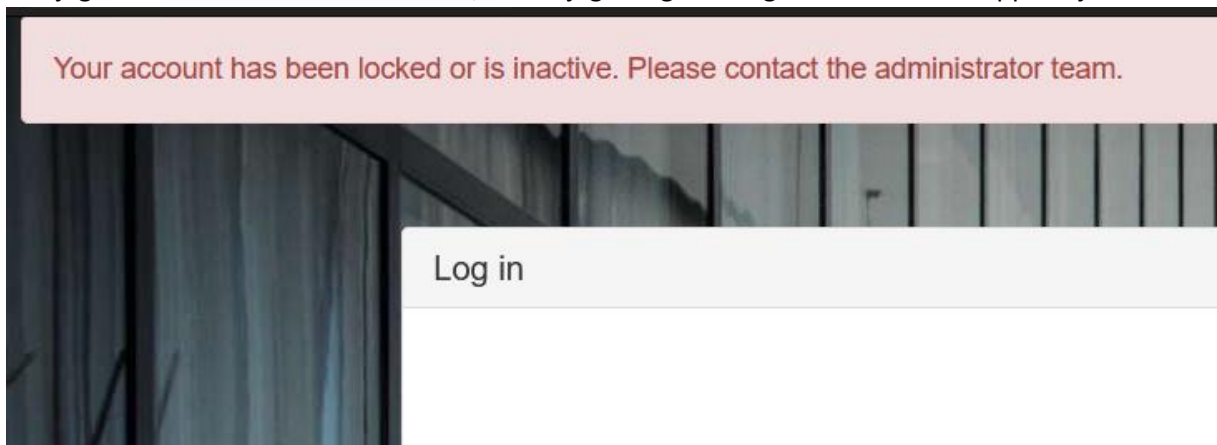 Your account has been locked or is inactive. Please contact the administrator team.
Log in